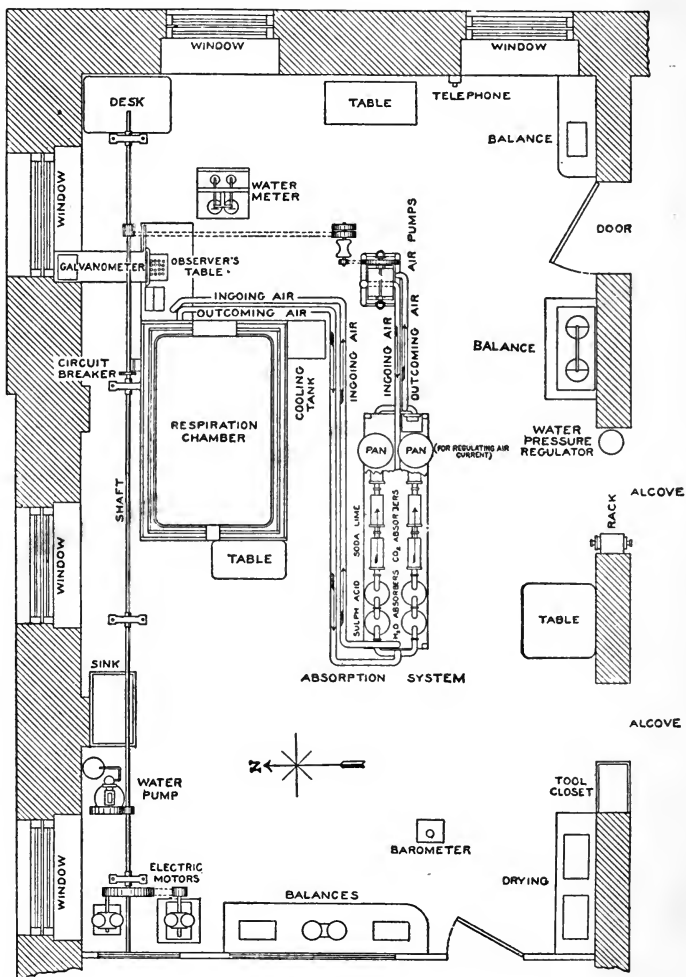 WINDOW
WINDOW
DESK
TABLE
TELEPHONE
BALANCE
WINDOW
WATER
METER
AIR PUMPS
DOOR
GALVANOMETER
OBSERVER'S
TABLE
INGOING AIR
OUTCOMING AIR
INGOING AIR
INGOING AIR
OUTCOMING AIR
CIRCUIT
BREAKER
COOLING
TANK
BALANCE
RESPIRATION
CHAMBER
PAN
PAN
(FOR REGULATING AIR
CURRENT)
WATER
PRESSURE
REGULATOR
SHAFT
SODA LIME
CO2 ABSORBERS
ALCOVE
RACK
WINDOW
TABLE
SULPH ACID
H2O ABSORBERS
TABLE
SINK
ABSORPTION SYSTEM
ALCOVE
N
WATER
PUMP
TOOL
CLOSET
BAROMETER
WINDOW
ELECTRIC
MOTORS
BALANCES
DRYING